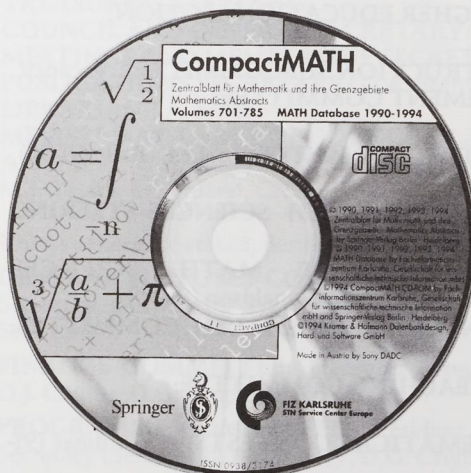 CompactMATH
Zentralblatt für Mathematik und ihre Grenzgebiete
Mathematics Abstracts
Volumes 701-785 MATH Database 1990-1994
COMPACT
disc
√1/2
a = ∫
-π
∛a/b + π
© 1990, 1991, 1992, 1993, 1994
Zentralblatt für Mathematik und ihre
Grenzgebiete - Mathematics Abstracts
by Springer-Verlag Berlin - Heidelberg
© 1990, 1991, 1992, 1993, 1994
MATH Database by Fachinformations-
zentrum Karlsruhe, Gesellschaft für wis-
senschaftlich-technische Information mbH
©1994 CompactMATH CD-ROM by Fach-
informationszentrum Karlsruhe, Gesellschaft
für wissenschaftlich-technische Information
mbH and Springer-Verlag Berlin - Heidelberg
©1994 Kramer & Hofmann Datenbankdesign,
Hard- und Software GmbH
Made in Austria by Sony DADC
Springer
FIZ KARLSRUHE
STN Service Center Europe
ISSN 0938/3174